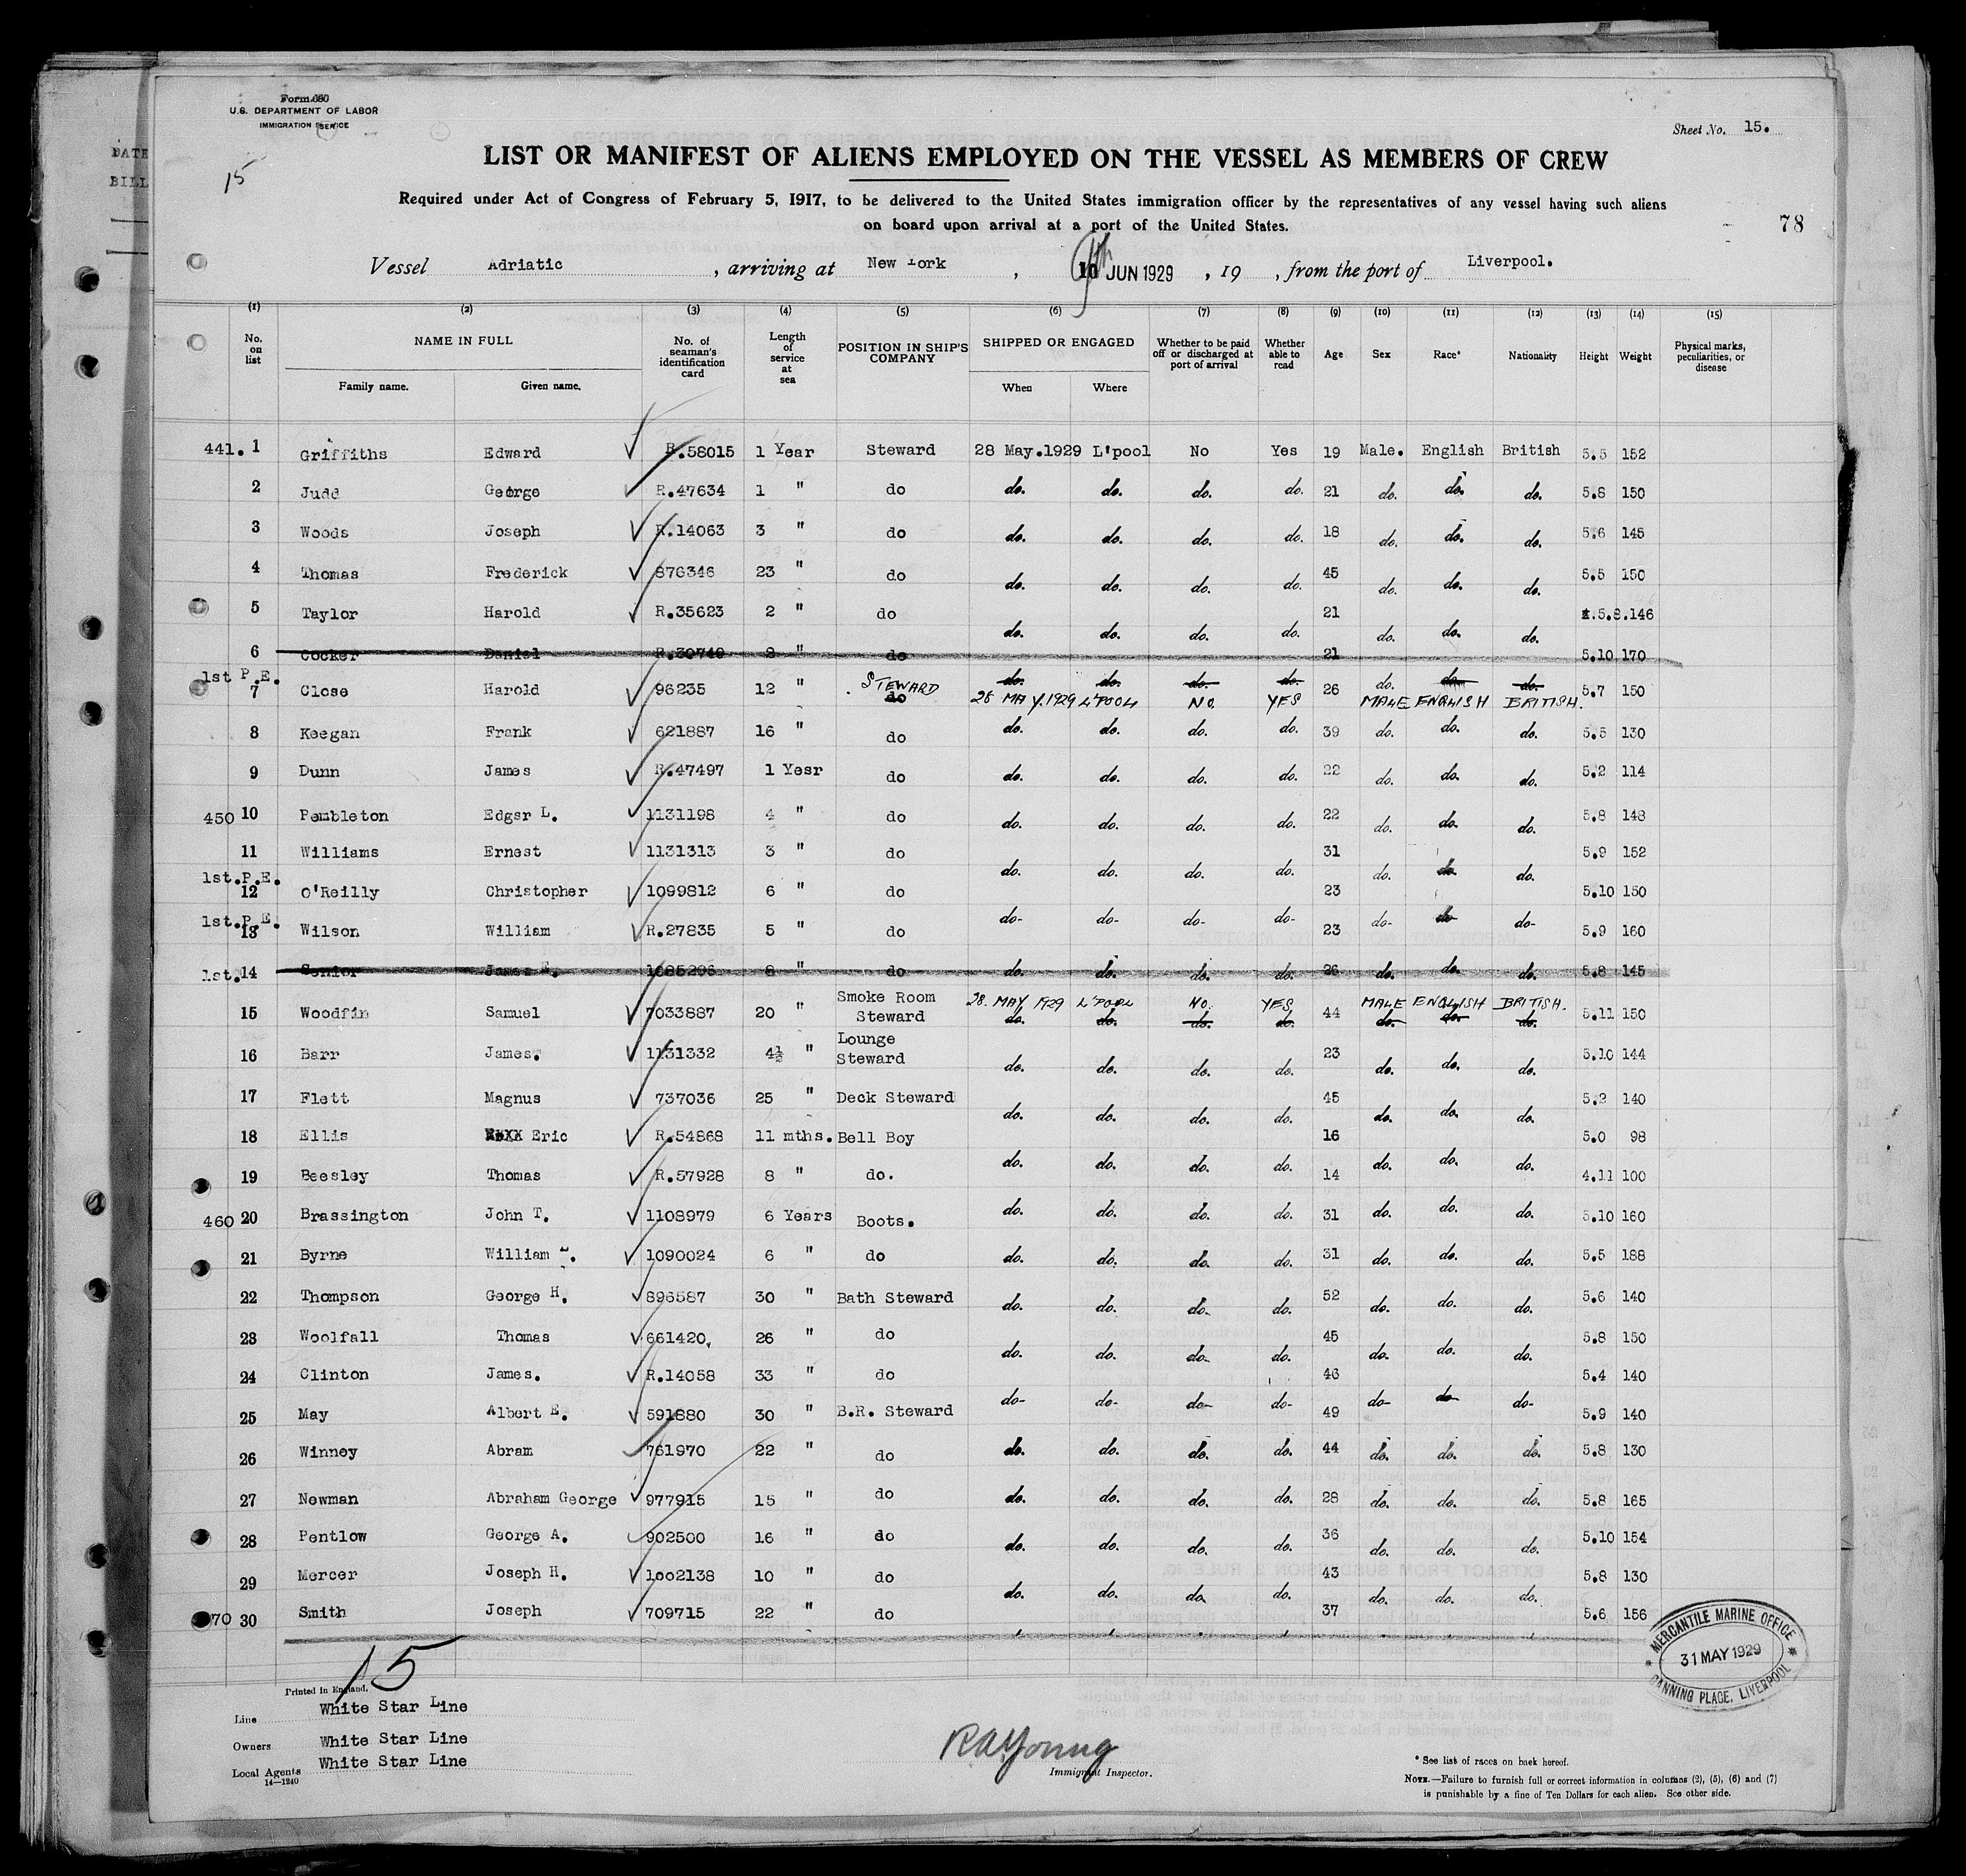 Form 680
U.S. DEPARTMENT OF LABOR
IMMIGRATION SERVICE
Sheet No. 15.
15
LIST OR MANIFEST OF ALIENS EMPLOYED ON THE VESSEL AS MEMBERS OF CREW
Required under Act of Congress of February 5, 1917, to be delivered to the United States immigration officer by the representatives of any vessel having such aliens
on board upon arrival at a port of the United States.
78
Vessel Adriatic , arriving at New York , 10 JUN 1929 , 19 , from the port of Liverpool.
(1) (2) (3) (4) (5) (6) (7) (8) (9) (10) (11) (12) (13) (14) (15)
No. on list NAME IN FULL Family name. Given name. No. of seaman's identification card Length of service at sea POSITION IN SHIP'S COMPANY SHIPPED OR ENGAGED When Where Whether to be paid off or discharged at port of arrival Whether able to read Age Sex Race* Nationality Height Weight Physical marks, peculiarities, or disease
441. 1 Griffiths Edward R.58015 1 Year Steward 28 May.1929 L'pool No Yes 19 Male. English British 5.5 152
2 Judd George R.47634 1 " do do. do. do. do. 21 do. do. do. 5.8 150
3 Woods Joseph R.14063 3 " do do. do. do. do. 18 do. do. do. 5.6 145
4 Thomas Frederick 876346 23 " do do. do. do. do. 45 do. do. do. 5.5 150
5 Taylor Harold R.35623 2 " do do. do. do. do. 21 do. do. do. 5.8.146
6 Cocker Daniel R.30749 2 " do do. do. do. do. 21 do. do. do. 5.10 170
1st P.E.
7 Close Harold 96235 12 " STEWARD do 28 MAY.1929 L'POOL NO YES 26 MALE ENGLISH BRITISH. 5.7 150
8 Keegan Frank 621887 16 " do do. do. do. do. 39 do. do. do. 5.5 130
9 Dunn James R.47497 1 Yesr do do. do. do. do. 22 do. do. do. 5.2 114
450 10 Pembleton Edgsr L. 1131198 4 " do do. do. do. do. 22 do. do. do. 5.8 148
11 Williams Ernest 1131313 3 " do do. do. do. do. 31 do. do. do. 5.9 152
1st.P.E.
12 O'Reilly Christopher 1099812 6 " do do- do- do- do- 23 do- do do- 5.10 150
1st.P.E.
13 Wilson William R.27835 5 " do 23 5.9 160
1st. 14 Senior James E. 1085206 8 " do do. do. do. do. 26 do. do. do. 5.8 145
15 Woodfin Samuel 7033887 20 " Smoke Room Steward 28. MAY 1929 L'POOL NO. YES 44 MALE ENGLISH BRITISH. 5.11 150
do. do. do. do. do. do. do.
16 Barr James. 1131332 4½ " Lounge Steward do. do. do. do. 23 do. do. do. 5.10 144
17 Flett Magnus 737036 25 " Deck Steward do. do. do. do. 45 do. do. do. 5.2 140
18 Ellis Eric R.54868 11 mths. Bell Boy do. do. do. do. 16 do. do. do. 5.0 98
19 Beesley Thomas R.57928 8 " do. do. do. do. do. 14 do. do. do. 4.11 100
460 20 Brassington John T. 1108979 6 Years Boots. do. do. do. do. 31 do. do. do. 5.10 160
21 Byrne William L. 1090024 6 " do do. do. do. do. 31 do. do. do. 5.5 188
22 Thompson George H. 896587 30 " Bath Steward do. do. do. do. 52 do. do. do. 5.6 140
23 Woolfall Thomas 661420. 26 " do do. do. do. do. 45 do. do. do. 5.8 150
24 Clinton James. R.14058 33 " do do- do- do- do- 46 do- do do- 5.4 140
25 May Albert E. 591880 30 " B.R. Steward 49 5.9 140
26 Winney Abram 761970 22 " do do. do. do. do. 44 do. do. do. 5.8 130
27 Newman Abraham George 977915 15 " do do. do. do. do. 28 do. do. do. 5.8 165
28 Pentlow George A. 902500 16 " do do. do. do. do. 36 do. do. do. 5.10 154
29 Mercer Joseph H. 1002138 10 " do do. do. do. do. 43 do. do. do. 5.8 130
70 30 Smith Joseph 709715 22 " do 37 5.6 156
15
MERCANTILE MARINE OFFICE
31 MAY 1929
CANNING PLACE, LIVERPOOL
Printed in England.
Line White Star Line
Owners White Star Line
Local Agents White Star Line
14—1240
R A Young
Immigrant Inspector.
* See list of races on back hereof.
NOTE.—Failure to furnish full or correct information in columns (2), (5), (6) and (7)
is punishable by a fine of Ten Dollars for each alien. See other side.